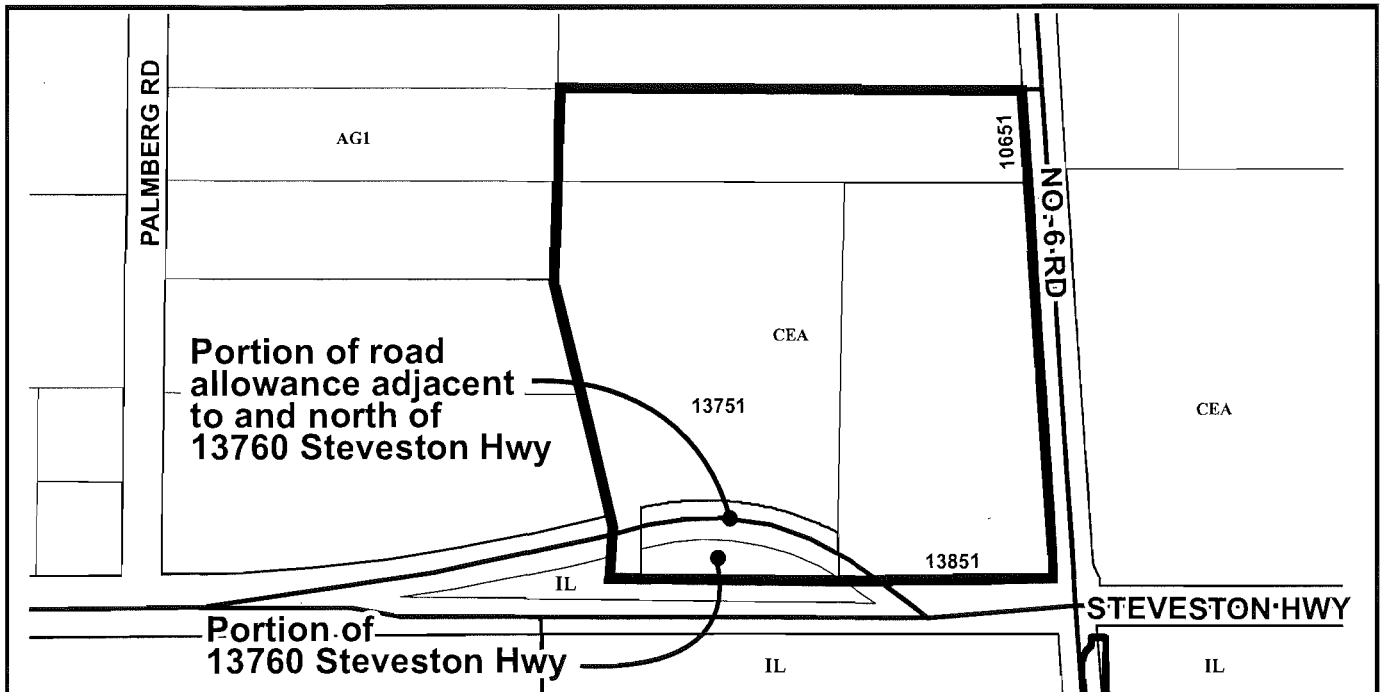 PALMBERG RD
AG1
10651
NO. 6 RD
CEA
Portion of road
allowance adjacent
to and north of
13760 Steveston Hwy
13751
CEA
13851
IL
STEVESTON HWY
Portion of
13760 Steveston Hwy
IL
IL